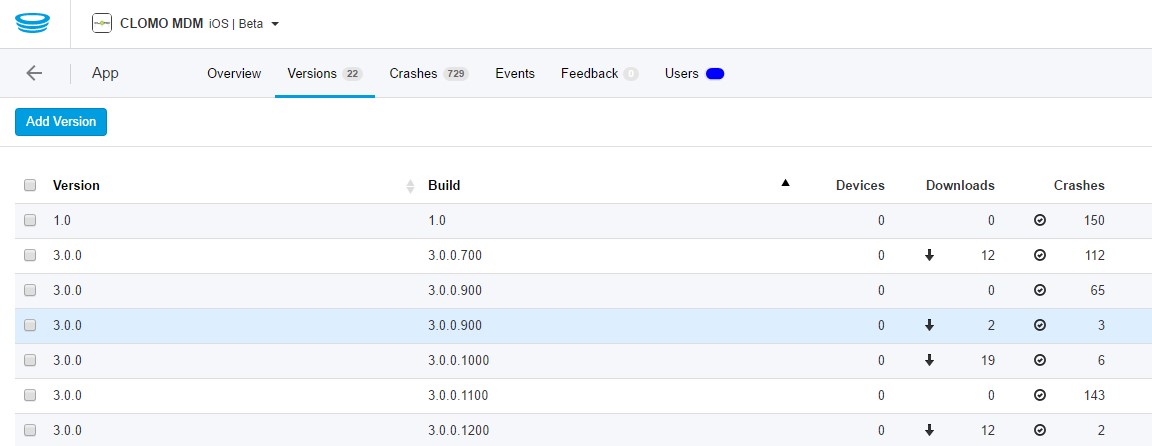 CLOMO MDM iOS | Beta
App Overview Versions 22 Crashes 729 Events Feedback 0 Users
Add Version
Version Build Devices Downloads Crashes
1.0 1.0 0 0 150
3.0.0 3.0.0.700 0 12 112
3.0.0 3.0.0.900 0 0 65
3.0.0 3.0.0.900 0 2 3
3.0.0 3.0.0.1000 0 19 6
3.0.0 3.0.0.1100 0 0 143
3.0.0 3.0.0.1200 0 12 2